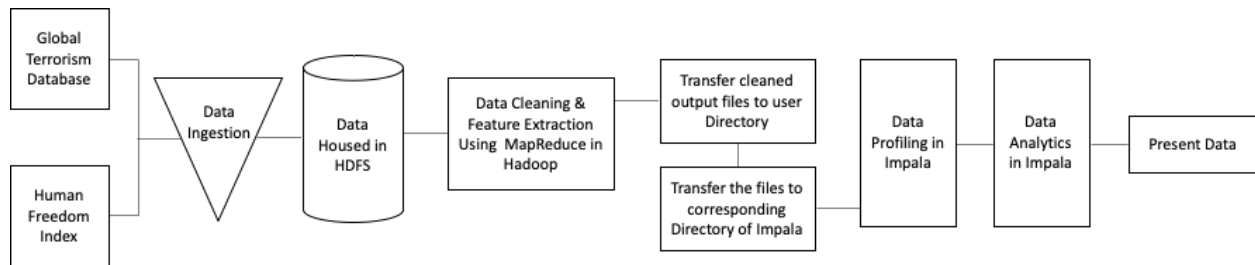 Global
Terrorism
Database
Human
Freedom
Index
Data
Ingestion
Data
Housed in
HDFS
Data Cleaning &
Feature Extraction
Using MapReduce in
Hadoop
Transfer cleaned
output files to user
Directory
Transfer the files to
corresponding
Directory of Impala
Data
Profiling in
Impala
Data
Analytics
in Impala
Present Data